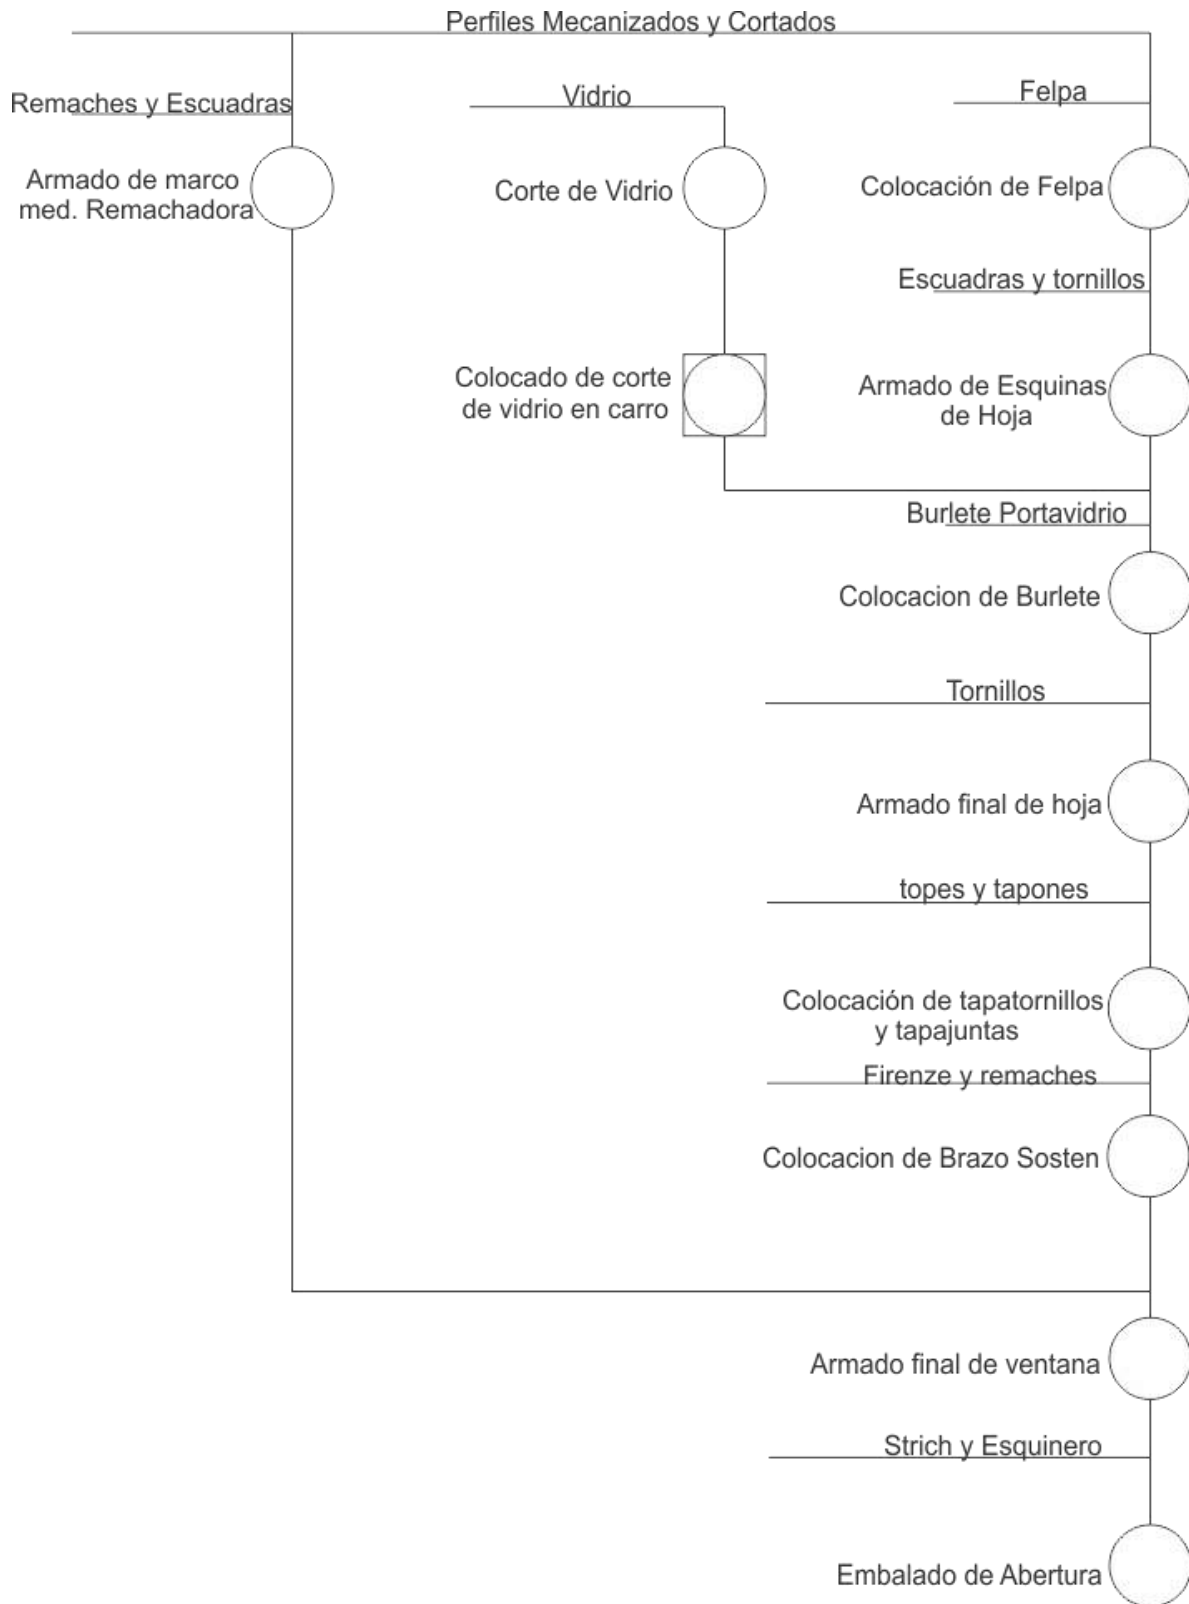 Perfiles Mecanizados y Cortados
Remaches y Escuadras
Vidrio
Felpa
Armado de marco
med. Remachadora
Corte de Vidrio
Colocación de Felpa
Escuadras y tornillos
Colocado de corte
de vidrio en carro
Armado de Esquinas
de Hoja
Burlete Portavidrio
Colocacion de Burlete
Tornillos
Armado final de hoja
topes y tapones
Colocación de tapatornillos
y tapajuntas
Firenze y remaches
Colocacion de Brazo Sosten
Armado final de ventana
Strich y Esquinero
Embalado de Abertura